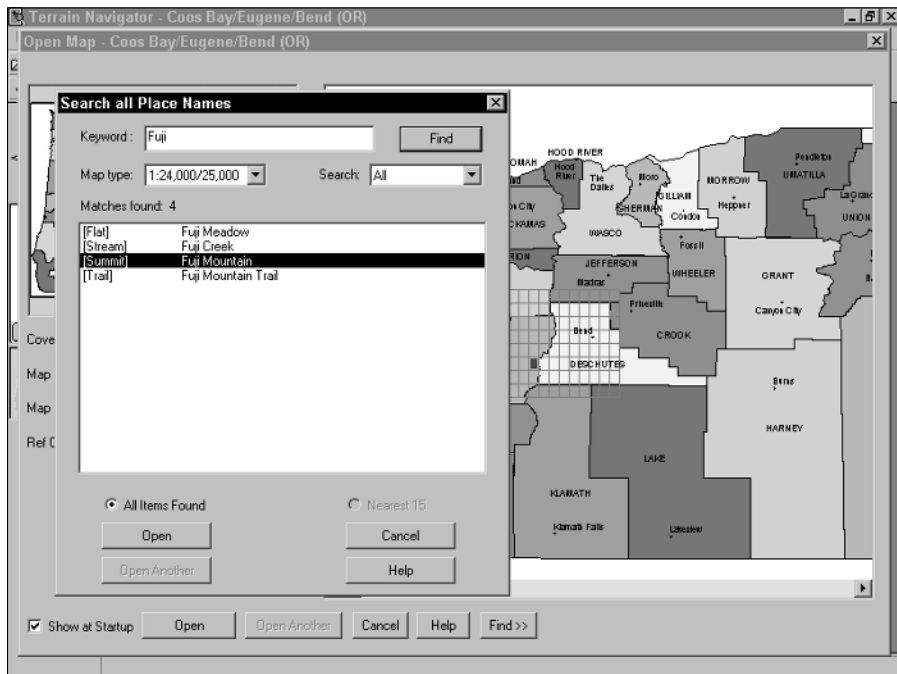 Terrain Navigator - Coos Bay/Eugene/Bend (OR)
Open Map - Coos Bay/Eugene/Bend (OR)
Search all Place Names
Keyword :
Fuji
Find
Map type:
1:24,000/25,000
Search:
All
Matches found: 4
[Flat] Fuji Meadow
[Stream] Fuji Creek
[Summit] Fuji Mountain
[Trail] Fuji Mountain Trail
All Items Found
Nearest 15
Open
Cancel
Open Another
Help
Cove
Map
Map
Ref
HOOD RIVER
Hood
River
The
Dalles
Moro
SHERMAN
GILLIAM
Condon
MORROW
Heppner
Pendleton
UMATILLA
UNION
WASCO
Fossil
JEFFERSON
Madras
WHEELER
GRANT
Canyon City
Prineville
Bend
CROOK
DESCHUTES
Burns
HARNEY
LAKE
KLAMATH
Klamath Falls
Lakeview
Show at Startup
Open
Open Another
Cancel
Help
Find >>